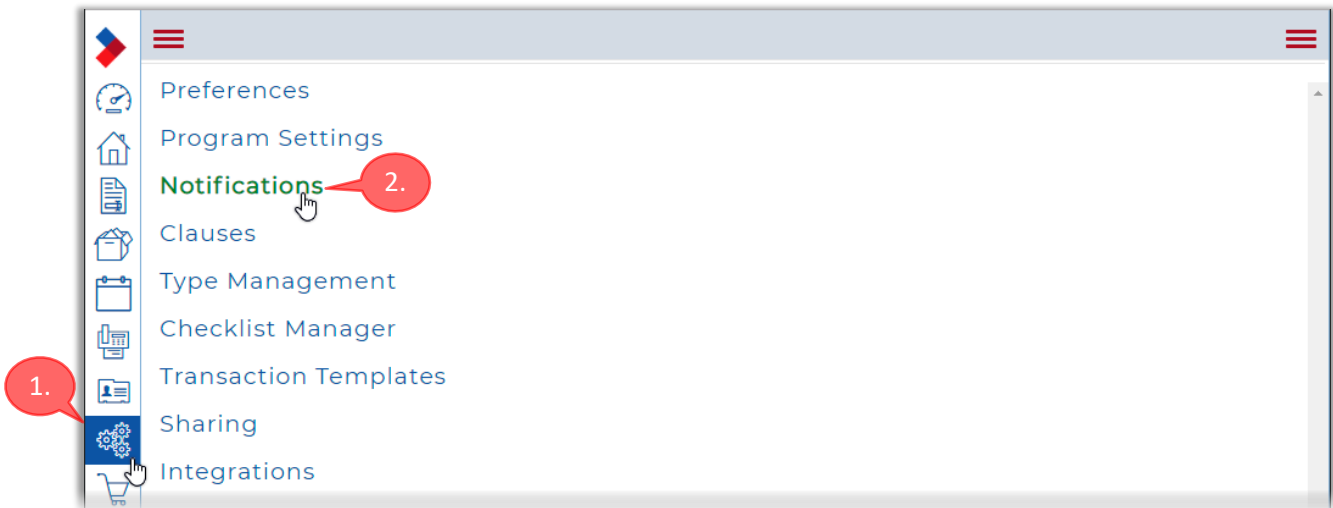 Preferences
Program Settings
Notifications
2.
Clauses
Type Management
Checklist Manager
Transaction Templates
1.
Sharing
Integrations